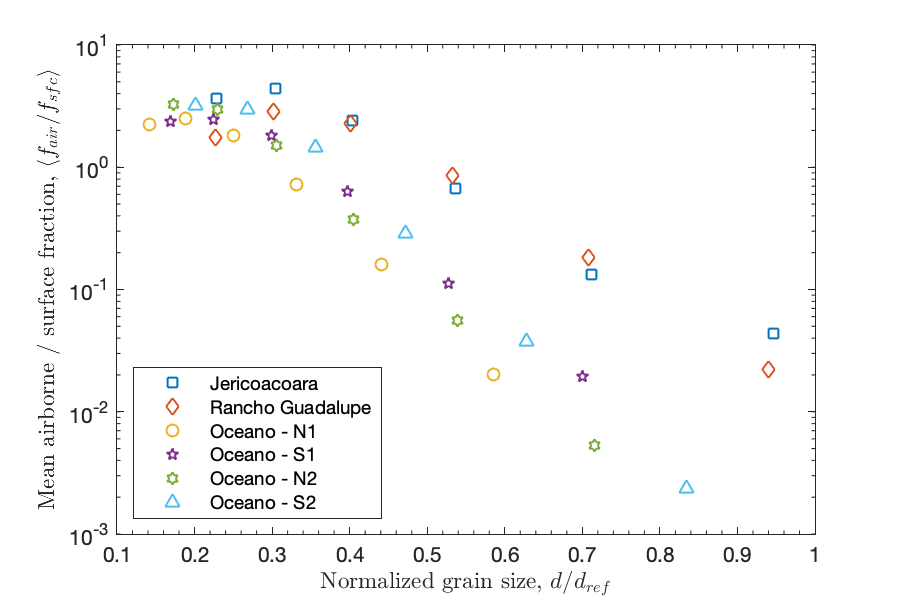 10^1
10^0
10^-1
10^-2
10^-3
Mean airborne / surface fraction, ⟨f_air/f_sfc⟩
Jericoacoara
Rancho Guadalupe
Oceano - N1
Oceano - S1
Oceano - N2
Oceano - S2
0.1 0.2 0.3 0.4 0.5 0.6 0.7 0.8 0.9 1
Normalized grain size, d/d_ref